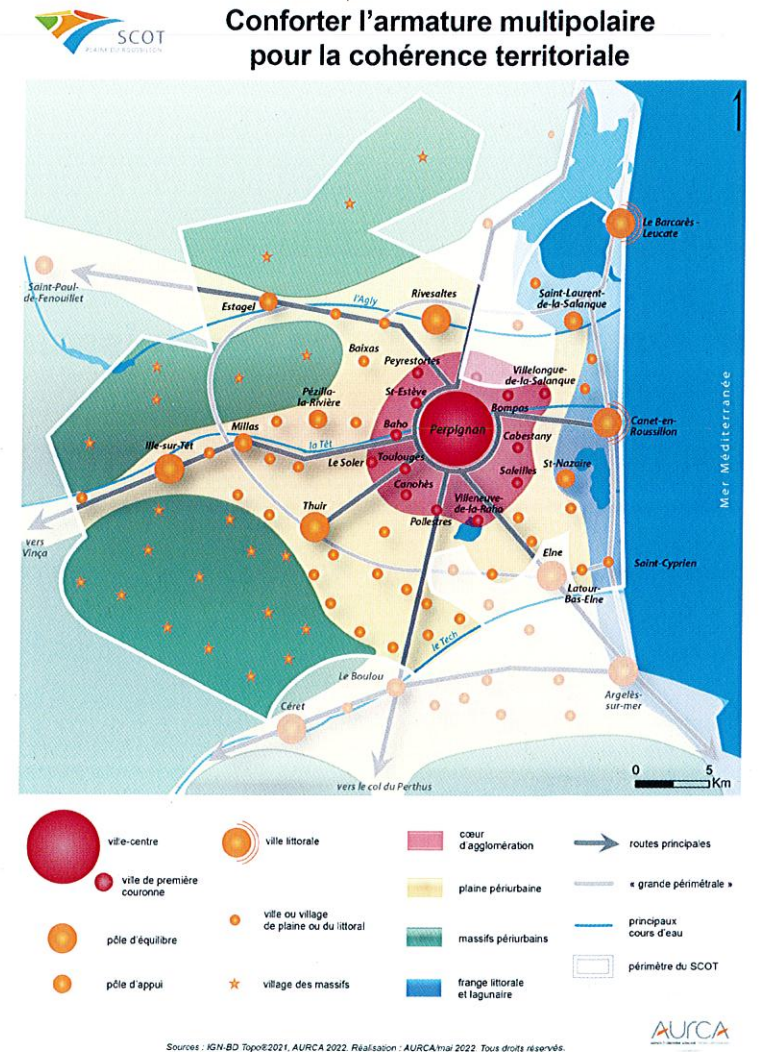 SCOT
PLAINE DU ROUSSILLON
Conforter l'armature multipolaire
pour la cohérence territoriale
Le Barcarès -
Leucate
Saint-Paul-
de-Fenouillet
Estagel
l'Agly
Rivesaltes
Saint-Laurent-
de-la-Salanque
Baixas
Peyrestortes
Villelongue-
de-la-Salanque
Pézilla-
la-Rivière
St-Estève
Bompas
Millas
Baho
Perpignan
Canet-en-
Roussillon
Ille-sur-Têt
la Têt
Cabestany
Le Soler
Toulouges
St-Nazaire
Saleilles
Canohès
Thuir
Villeneuve-
de-la-Raho
Pollestres
Mer Méditerranée
vers
Vinça
Elne
Saint-Cyprien
Latour-
Bas-Elne
le Tech
Le Boulou
Argelès-
sur-mer
Céret
vers le col du Perthus
0 5
Km
ville-centre
ville de première
couronne
pôle d'équilibre
pôle d'appui
ville littorale
ville ou village
de plaine ou du littoral
village des massifs
cœur
d'agglomération
plaine périurbaine
massifs périurbains
frange littorale
et lagunaire
routes principales
« grande périmétrale »
principaux
cours d'eau
périmètre du SCOT
AURCA
Sources : IGN-BD Topo®2021, AURCA 2022. Réalisation : AURCA/mai 2022. Tous droits réservés.